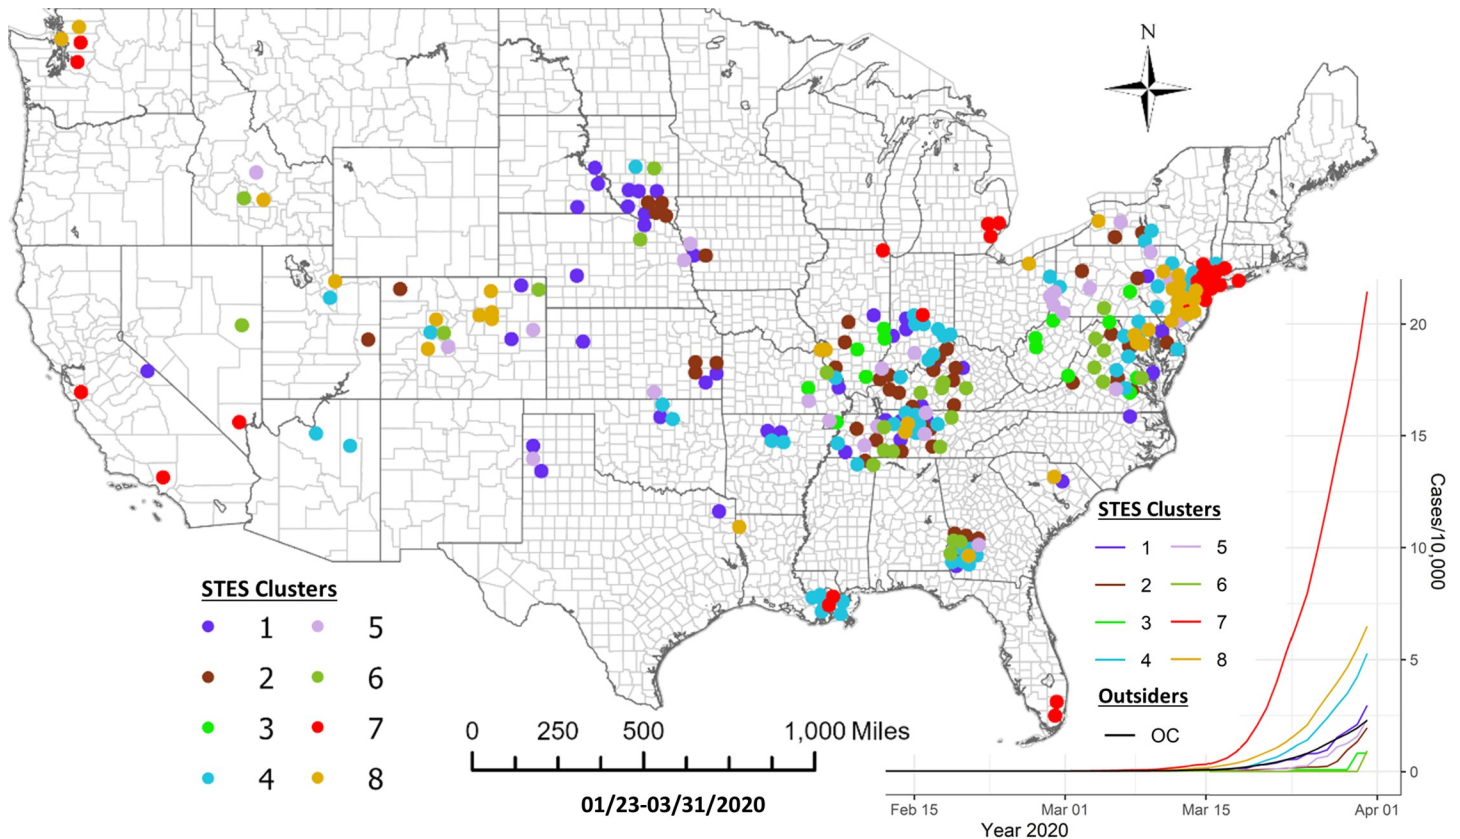 N
STES Clusters
1 5
2 6
3 7
4 8
0 250 500 1,000 Miles
01/23-03/31/2020
STES Clusters
1 5
2 6
3 7
4 8
Outsiders
OC
20
15
10
5
0
Cases/10,000
Feb 15 Mar 01 Mar 15 Apr 01
Year 2020